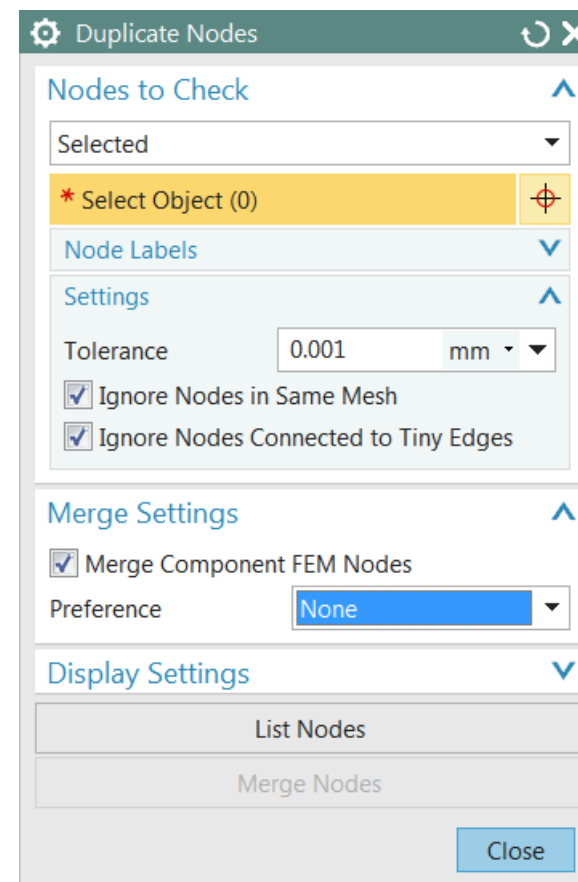 Duplicate Nodes
Nodes to Check
Selected
* Select Object (0)
Node Labels
Settings
Tolerance 0.001 mm
Ignore Nodes in Same Mesh
Ignore Nodes Connected to Tiny Edges
Merge Settings
Merge Component FEM Nodes
Preference None
Display Settings
List Nodes
Merge Nodes
Close